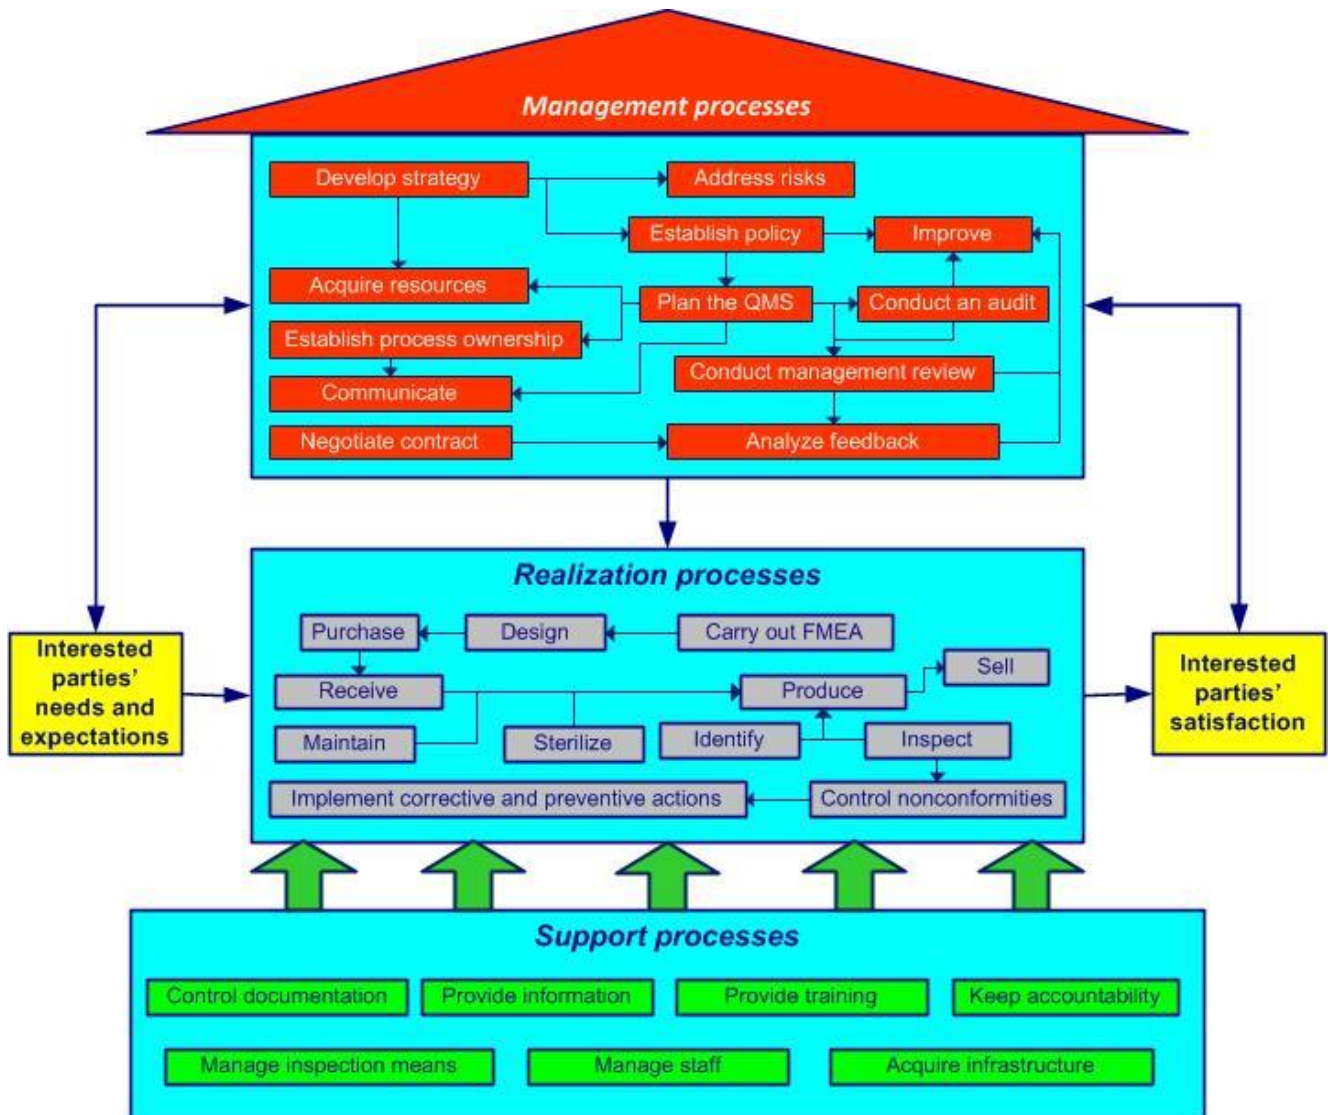 Management processes
Develop strategy
Address risks
Establish policy
Improve
Acquire resources
Plan the QMS
Conduct an audit
Establish process ownership
Conduct management review
Communicate
Negotiate contract
Analyze feedback
Realization processes
Purchase
Design
Carry out FMEA
Sell
Receive
Produce
Maintain
Sterilize
Identify
Inspect
Implement corrective and preventive actions
Control nonconformities
Interested
parties'
needs and
expectations
Interested
parties'
satisfaction
Support processes
Control documentation
Provide information
Provide training
Keep accountability
Manage inspection means
Manage staff
Acquire infrastructure